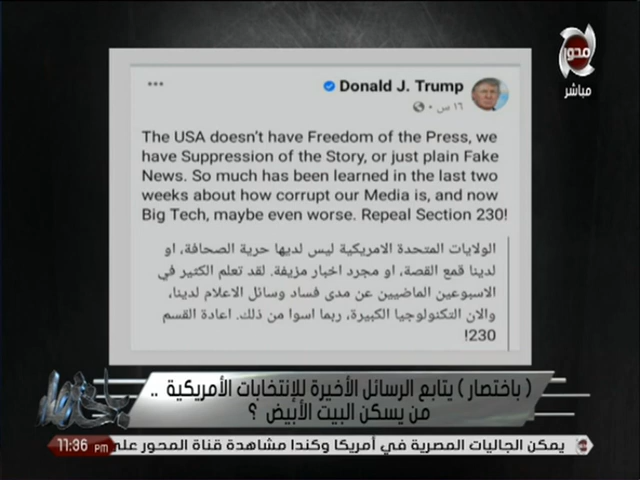 محور
مباشر
Donald J. Trump
١٦ س
The USA doesn't have Freedom of the Press, we
have Suppression of the Story, or just plain Fake
News. So much has been learned in the last two
weeks about how corrupt our Media is, and now
Big Tech, maybe even worse. Repeal Section 230!
الولايات المتحدة الامريكية ليس لديها حرية الصحافة، او
لدينا قمع القصة، او مجرد اخبار مزيفة. لقد تعلم الكثير في
الاسبوعين الماضيين عن مدى فساد وسائل الاعلام لدينا،
والان التكنولوجيا الكبيرة، ربما اسوا من ذلك. اعادة القسم
230!
( باختصار ) يتابع الرسائل الأخيرة للإنتخابات الأمريكية ..
من يسكن البيت الأبيض ؟
باختصار
11:36 PM
يمكن الجاليات المصرية في أمريكا وكندا مشاهدة قناة المحور على